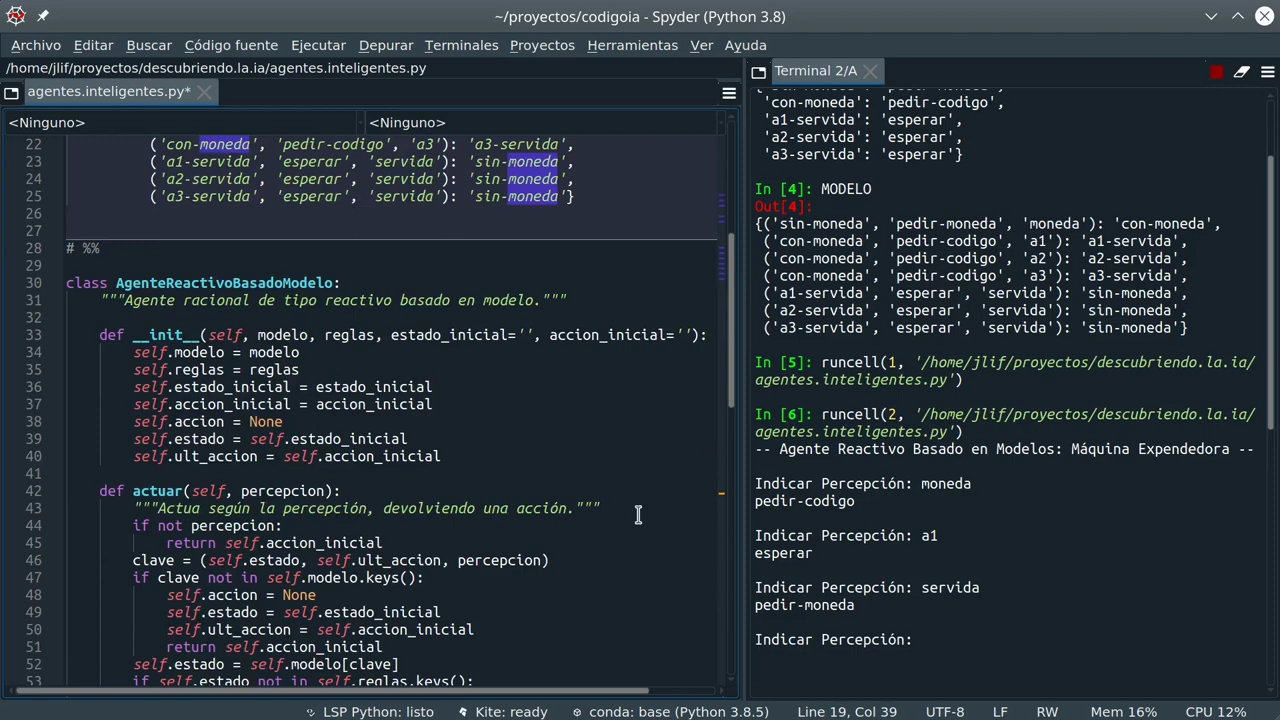 ~/proyectos/codigoia - Spyder (Python 3.8)
Archivo Editar Buscar Código fuente Ejecutar Depurar Terminales Proyectos Herramientas Ver Ayuda
/home/jlif/proyectos/descubriendo.la.ia/agentes.inteligentes.py
agentes.inteligentes.py*
<Ninguno> <Ninguno>
22 ('con-moneda', 'pedir-codigo', 'a3'): 'a3-servida',
23 ('a1-servida', 'esperar', 'servida'): 'sin-moneda',
24 ('a2-servida', 'esperar', 'servida'): 'sin-moneda',
25 ('a3-servida', 'esperar', 'servida'): 'sin-moneda'}
26
27
28 # %%
29
30 class AgenteReactivoBasadoModelo:
31 """Agente racional de tipo reactivo basado en modelo."""
32
33 def __init__(self, modelo, reglas, estado_inicial='', accion_inicial=''):
34 self.modelo = modelo
35 self.reglas = reglas
36 self.estado_inicial = estado_inicial
37 self.accion_inicial = accion_inicial
38 self.accion = None
39 self.estado = self.estado_inicial
40 self.ult_accion = self.accion_inicial
41
42 def actuar(self, percepcion):
43 """Actua según la percepción, devolviendo una acción."""
44 if not percepcion:
45 return self.accion_inicial
46 clave = (self.estado, self.ult_accion, percepcion)
47 if clave not in self.modelo.keys():
48 self.accion = None
49 self.estado = self.estado_inicial
50 self.ult_accion = self.accion_inicial
51 return self.accion_inicial
52 self.estado = self.modelo[clave]
53 if self.estado not in self.reglas.keys():
Terminal 2/A
'con-moneda': 'pedir-codigo',
'a1-servida': 'esperar',
'a2-servida': 'esperar',
'a3-servida': 'esperar'}
In [4]: MODELO
Out[4]:
{('sin-moneda', 'pedir-moneda', 'moneda'): 'con-moneda',
('con-moneda', 'pedir-codigo', 'a1'): 'a1-servida',
('con-moneda', 'pedir-codigo', 'a2'): 'a2-servida',
('con-moneda', 'pedir-codigo', 'a3'): 'a3-servida',
('a1-servida', 'esperar', 'servida'): 'sin-moneda',
('a2-servida', 'esperar', 'servida'): 'sin-moneda',
('a3-servida', 'esperar', 'servida'): 'sin-moneda'}
In [5]: runcell(1, '/home/jlif/proyectos/descubriendo.la.ia/
agentes.inteligentes.py')
In [6]: runcell(2, '/home/jlif/proyectos/descubriendo.la.ia/
agentes.inteligentes.py')
-- Agente Reactivo Basado en Modelos: Máquina Expendedora --
Indicar Percepción: moneda
pedir-codigo
Indicar Percepción: a1
esperar
Indicar Percepción: servida
pedir-moneda
Indicar Percepción:
LSP Python: listo Kite: ready conda: base (Python 3.8.5) Line 19, Col 39 UTF-8 LF RW Mem 16% CPU 12%